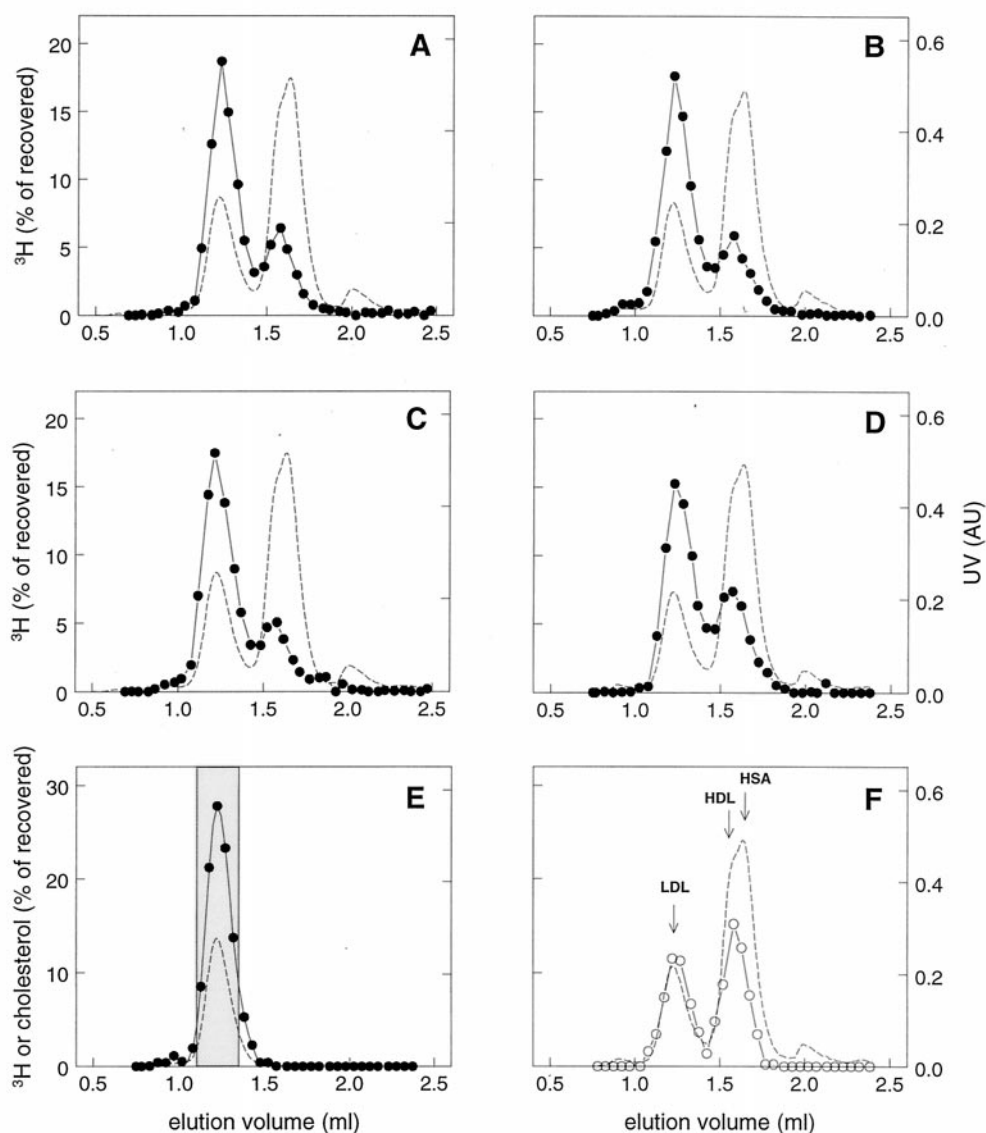 A
B
20
15
10
5
0
³H (% of recovered)
0.5 1.0 1.5 2.0 2.5
0.6
0.4
0.2
0.0
0.5 1.0 1.5 2.0 2.5
C
D
20
15
10
5
0
³H (% of recovered)
0.5 1.0 1.5 2.0 2.5
0.6
0.4
0.2
0.0
UV (AU)
0.5 1.0 1.5 2.0 2.5
E
F
30
20
10
0
³H or cholesterol (% of recovered)
0.5 1.0 1.5 2.0 2.5
elution volume (ml)
HSA
HDL
LDL
0.6
0.4
0.2
0.0
0.5 1.0 1.5 2.0 2.5
elution volume (ml)